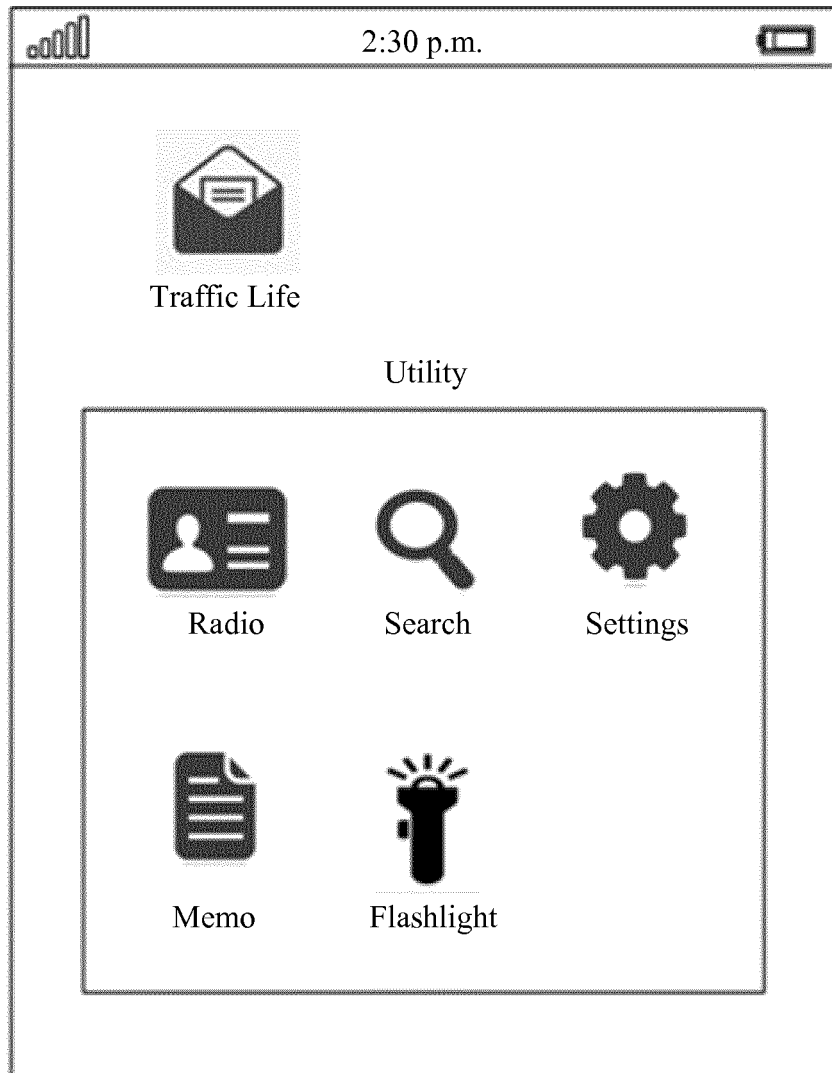 2:30 p.m.
Traffic Life
Utility
Radio Search Settings
Memo Flashlight